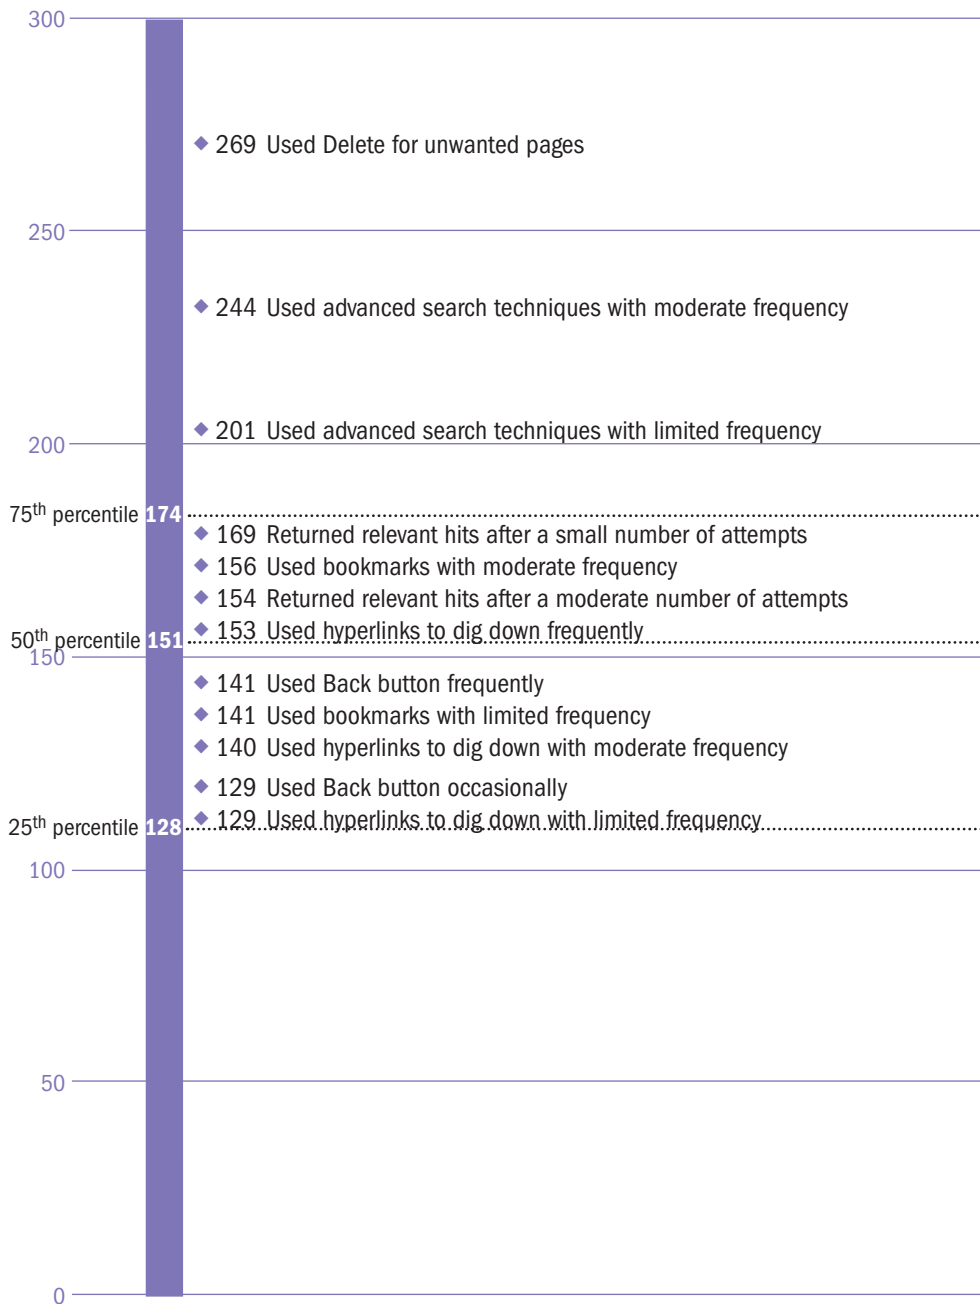 300
269 Used Delete for unwanted pages
250
244 Used advanced search techniques with moderate frequency
201 Used advanced search techniques with limited frequency
200
75th percentile 174
169 Returned relevant hits after a small number of attempts
156 Used bookmarks with moderate frequency
154 Returned relevant hits after a moderate number of attempts
153 Used hyperlinks to dig down frequently
50th percentile 151
150
141 Used Back button frequently
141 Used bookmarks with limited frequency
140 Used hyperlinks to dig down with moderate frequency
129 Used Back button occasionally
129 Used hyperlinks to dig down with limited frequency
25th percentile 128
100
50
0